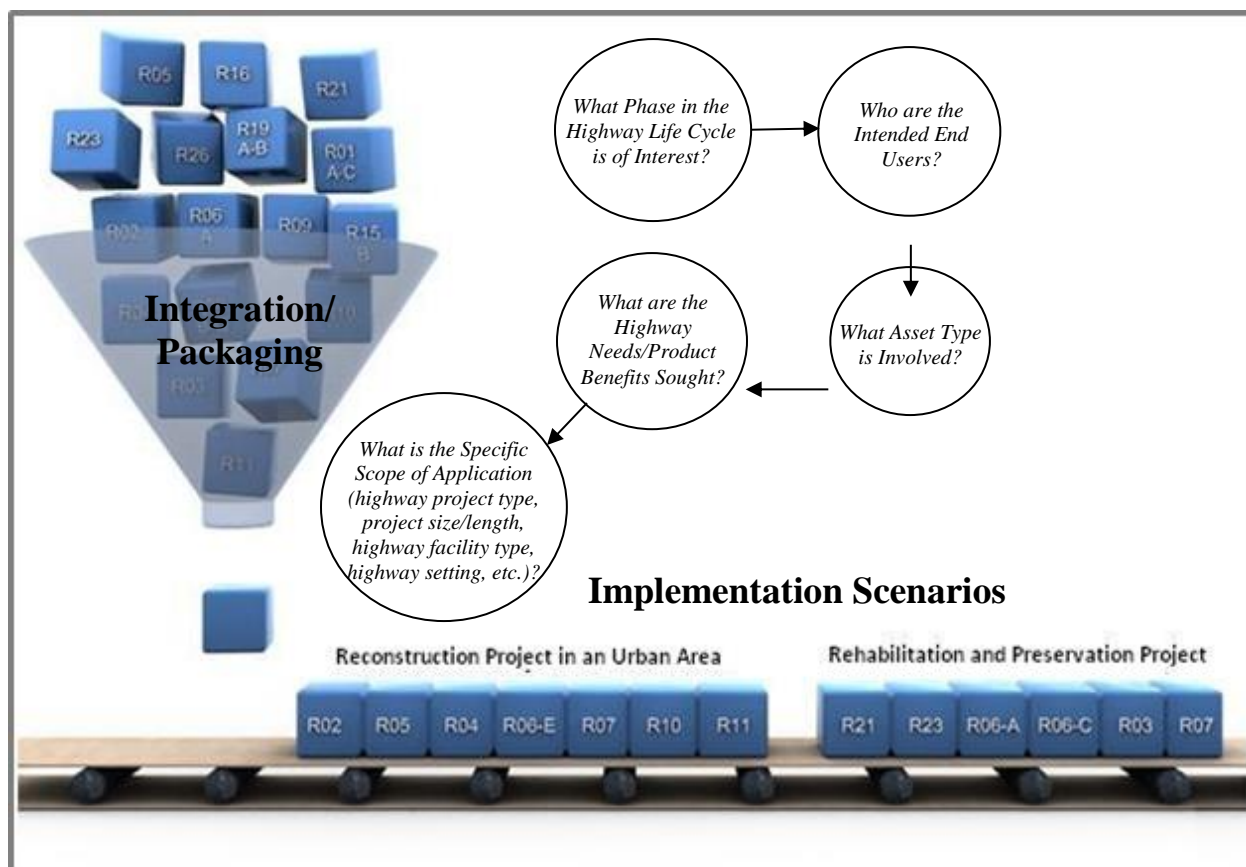 R05
R16
R21
R23
R26
R19
A-B
R01
A-C
R02
R06
A
R09
R15
B
Integration/
Packaging
R03
R11
What Phase in the
Highway Life Cycle
is of Interest?
Who are the
Intended End
Users?
What Asset Type
is Involved?
What are the
Highway
Needs/Product
Benefits Sought?
What is the Specific
Scope of Application
(highway project type,
project size/length,
highway facility type,
highway setting, etc.)?
Implementation Scenarios
Reconstruction Project in an Urban Area
R02 R05 R04 R06-E R07 R10 R11
Rehabilitation and Preservation Project
R21 R23 R06-A R06-C R03 R07